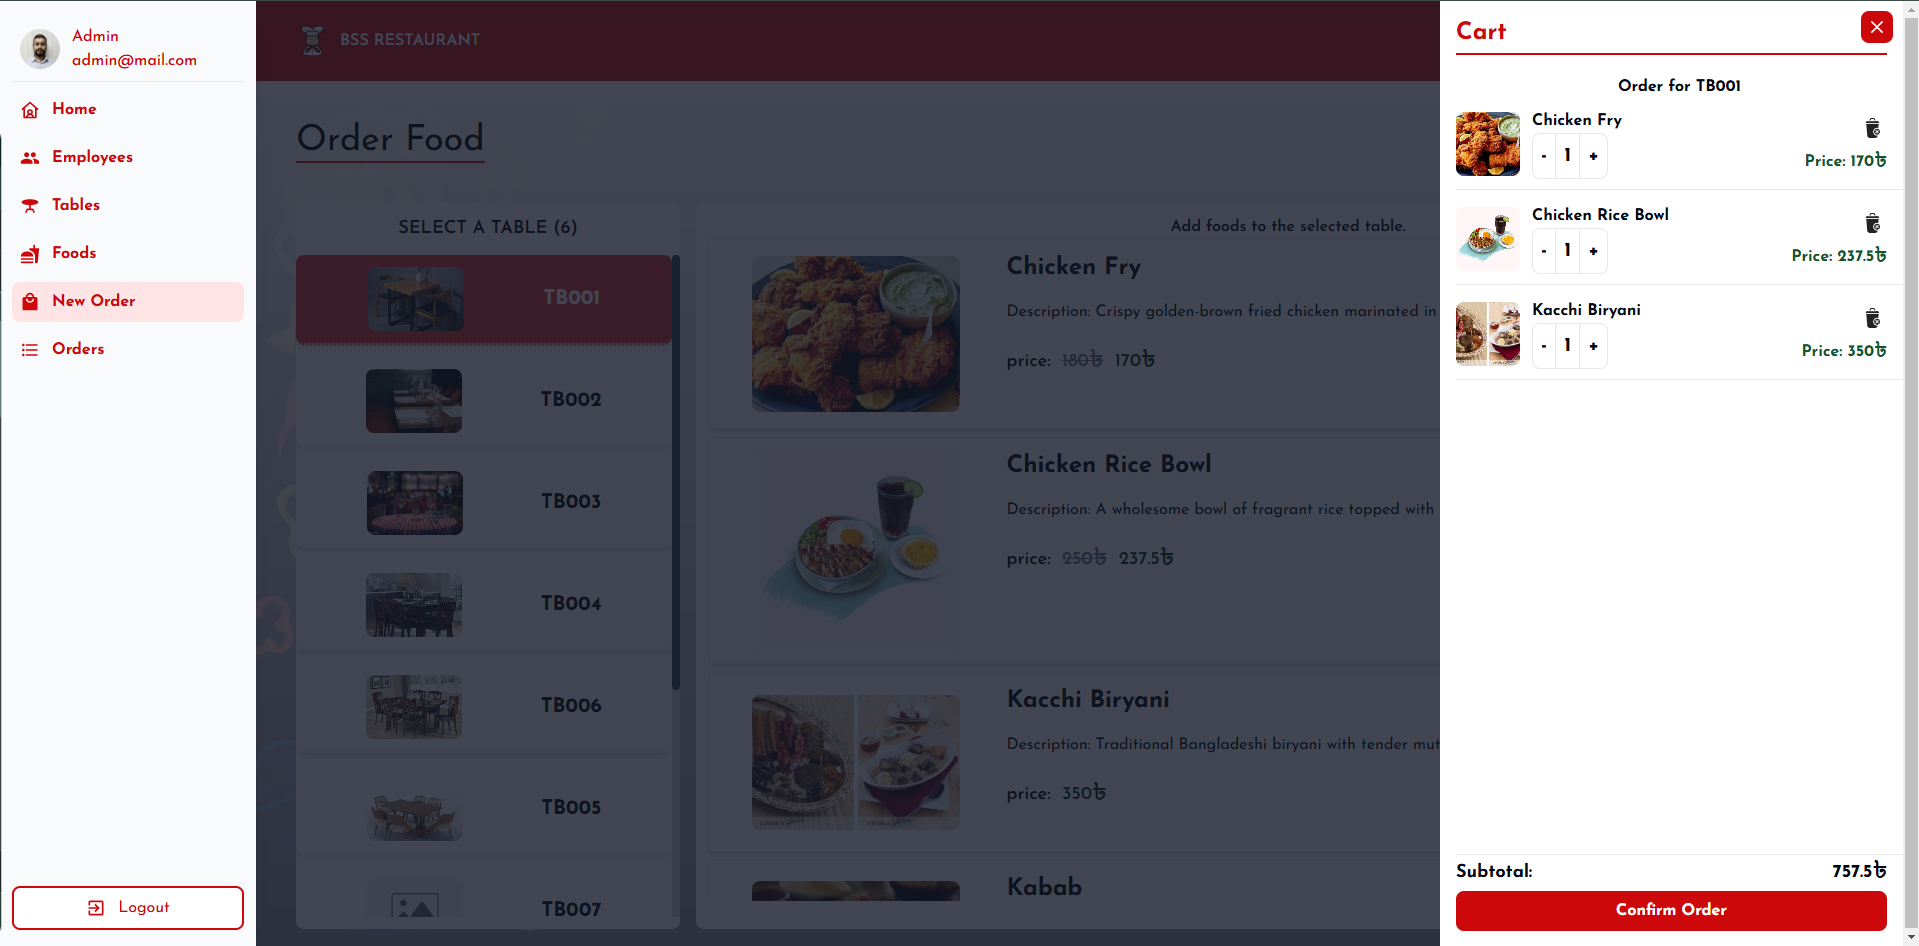 Admin
admin@mail.com
Home
Employees
Tables
Foods
New Order
Orders
Logout
BSS RESTAURANT
Order Food
SELECT A TABLE (6)
TB001
TB002
TB003
TB004
TB006
TB005
TB007
Add foods to the selected table.
Chicken Fry
Description: Crispy golden-brown fried chicken marinated in
price: 180৳ 170৳
Chicken Rice Bowl
Description: A wholesome bowl of fragrant rice topped with
price: 250৳ 237.5৳
Kacchi Biryani
Description: Traditional Bangladeshi biryani with tender mut
price: 350৳
Kabab
Cart
Order for TB001
Chicken Fry
- 1 +
Price: 170৳
Chicken Rice Bowl
- 1 +
Price: 237.5৳
Kacchi Biryani
- 1 +
Price: 350৳
Subtotal: 757.5৳
Confirm Order